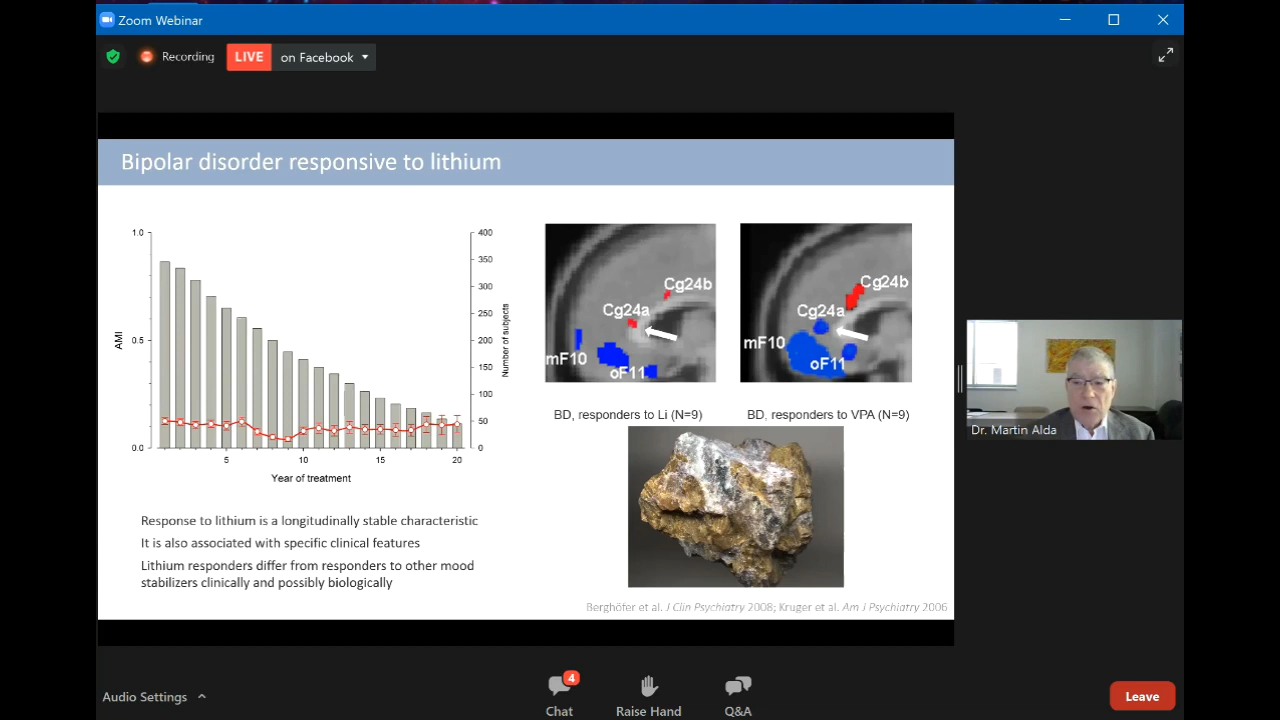 Zoom Webinar
Recording
LIVE
on Facebook
Bipolar disorder responsive to lithium
1.0
0.5
0.0
AMI
400
350
300
250
200
150
100
50
0
Number of subjects
5
10
15
20
Year of treatment
Cg24b
Cg24a
mF10
oF11
Cg24b
Cg24a
mF10
oF11
BD, responders to Li (N=9)
BD, responders to VPA (N=9)
Response to lithium is a longitudinally stable characteristic
It is also associated with specific clinical features
Lithium responders differ from responders to other mood
stabilizers clinically and possibly biologically
Berghöfer et al. J Clin Psychiatry 2008; Kruger et al. Am J Psychiatry 2006
Dr. Martin Alda
Audio Settings
4
Chat
Raise Hand
Q&A
Leave